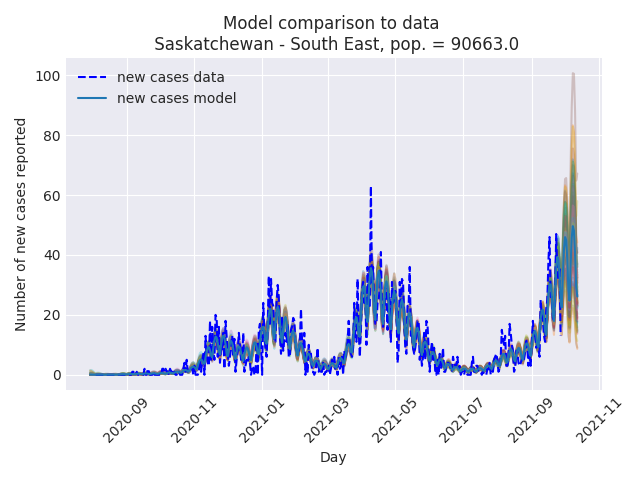 Model comparison to data
Saskatchewan - South East, pop. = 90663.0
new cases data
new cases model
Number of new cases reported
100
80
60
40
20
0
2020-09
2020-11
2021-01
2021-03
2021-05
2021-07
2021-09
2021-11
Day